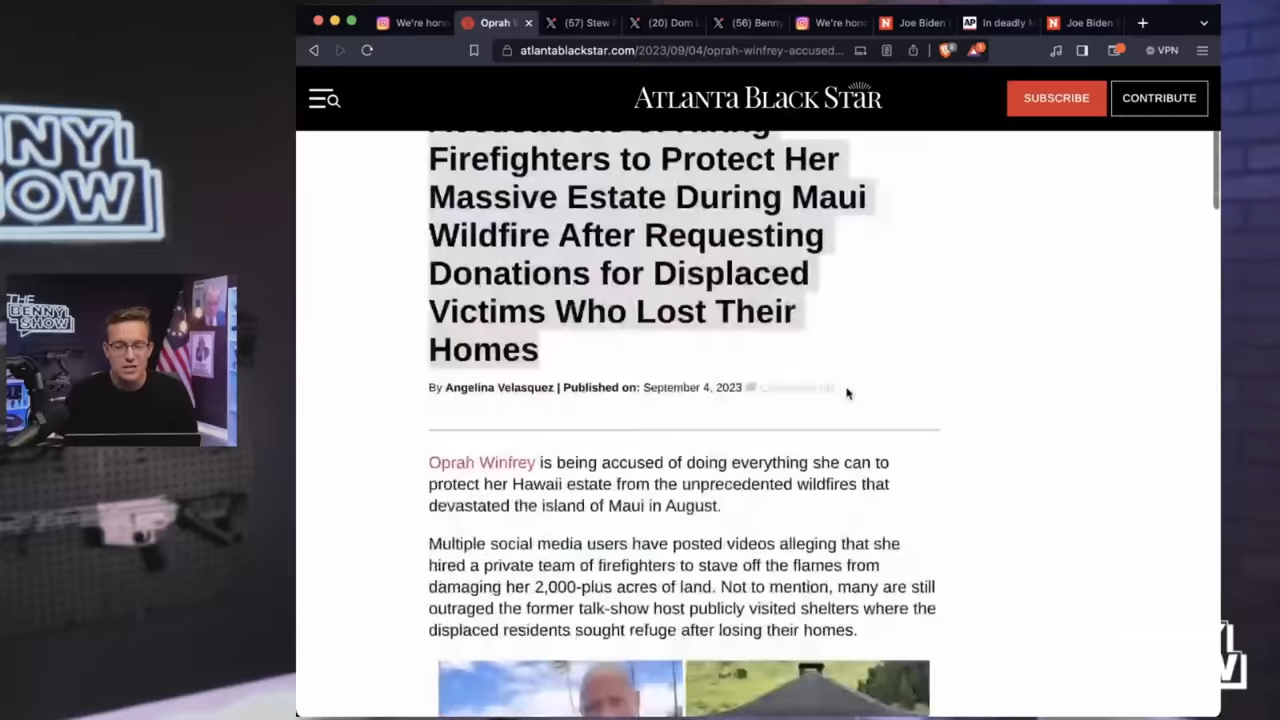 We're hono
Oprah W
(57) Stew P
(20) Dom L
(56) Benny
We're hono
Joe Biden
AP
In deadly M
Joe Biden
atlantablackstar.com/2023/09/04/oprah-winfrey-accused...
VPN
ATLANTA BLACK STAR
SUBSCRIBE
CONTRIBUTE
NNY
OW
Firefighters to Protect Her
Massive Estate During Maui
Wildfire After Requesting
Donations for Displaced
Victims Who Lost Their
Homes
THE
BENNY
SHOW
By Angelina Velasquez | Published on: September 4, 2023
Oprah Winfrey is being accused of doing everything she can to
protect her Hawaii estate from the unprecedented wildfires that
devastated the island of Maui in August.
Multiple social media users have posted videos alleging that she
hired a private team of firefighters to stave off the flames from
damaging her 2,000-plus acres of land. Not to mention, many are still
outraged the former talk-show host publicly visited shelters where the
displaced residents sought refuge after losing their homes.